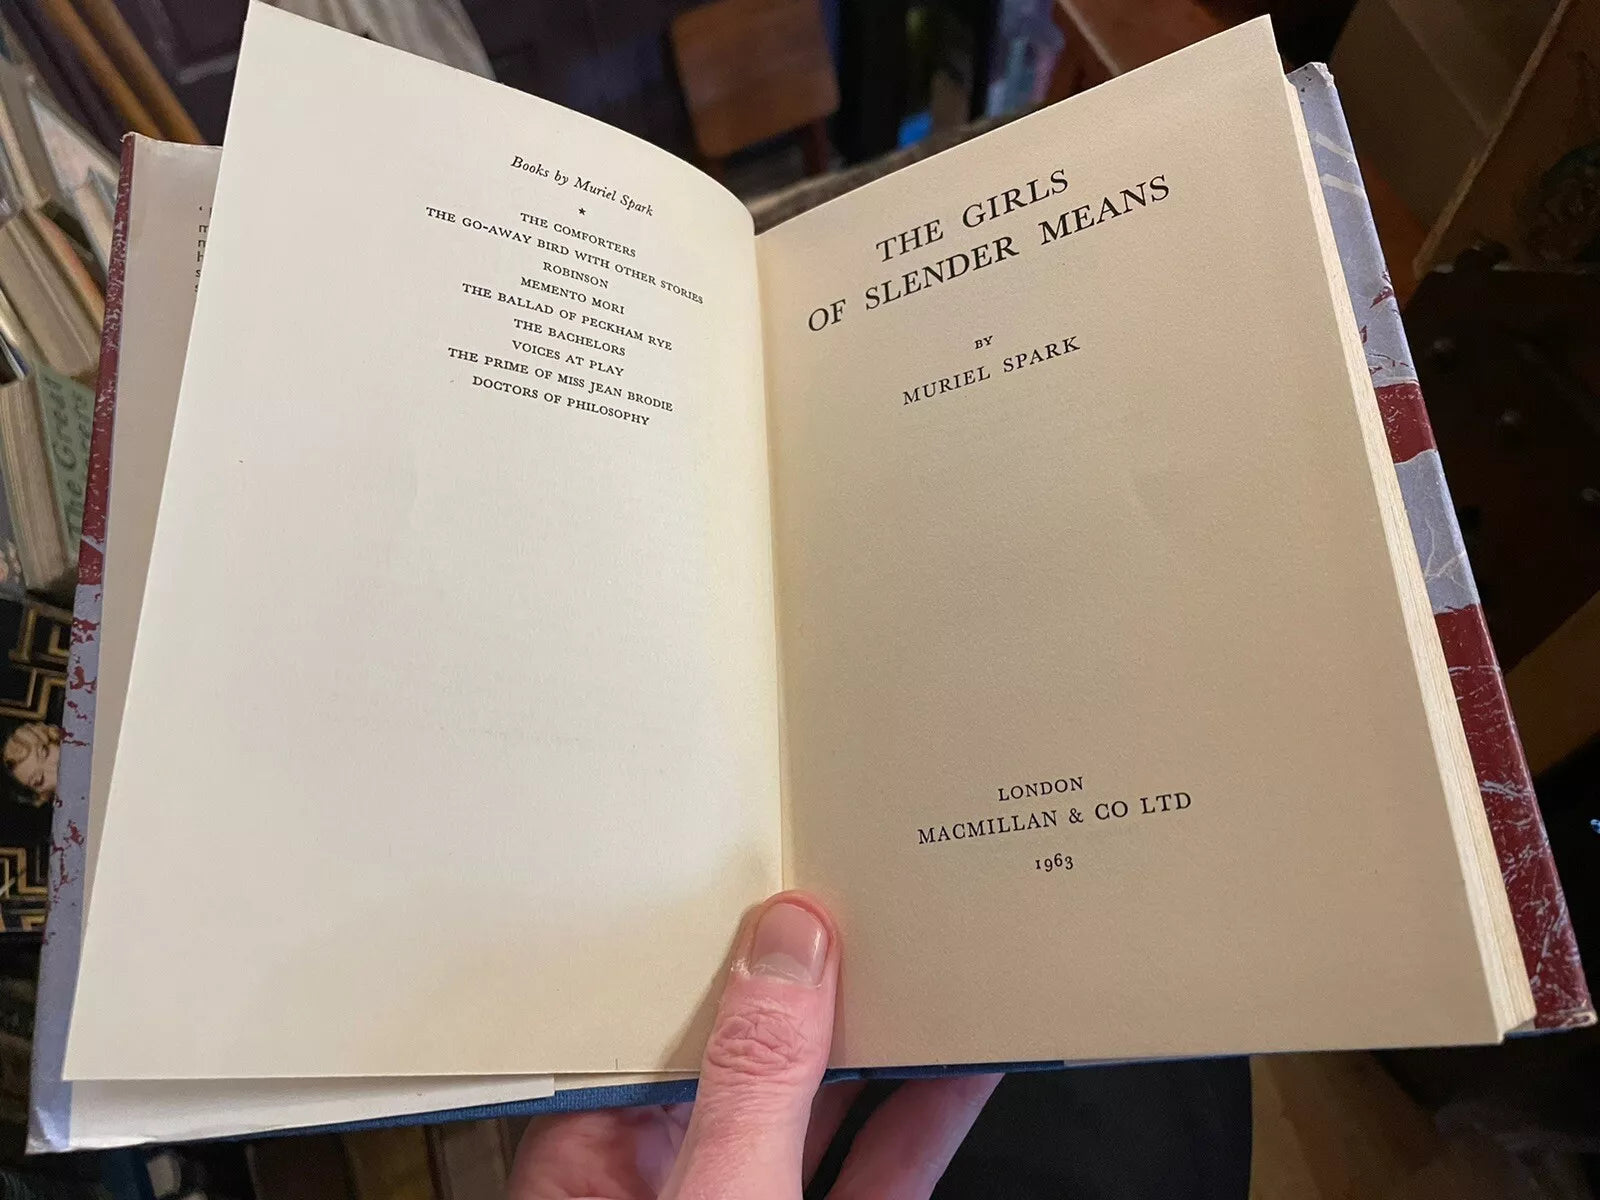 Books by Muriel Spark
★
THE COMFORTERS
THE GO-AWAY BIRD WITH OTHER STORIES
ROBINSON
MEMENTO MORI
THE BALLAD OF PECKHAM RYE
THE BACHELORS
VOICES AT PLAY
THE PRIME OF MISS JEAN BRODIE
DOCTORS OF PHILOSOPHY
THE GIRLS
OF SLENDER MEANS
BY
MURIEL SPARK
LONDON
MACMILLAN & CO LTD
1963
The Great